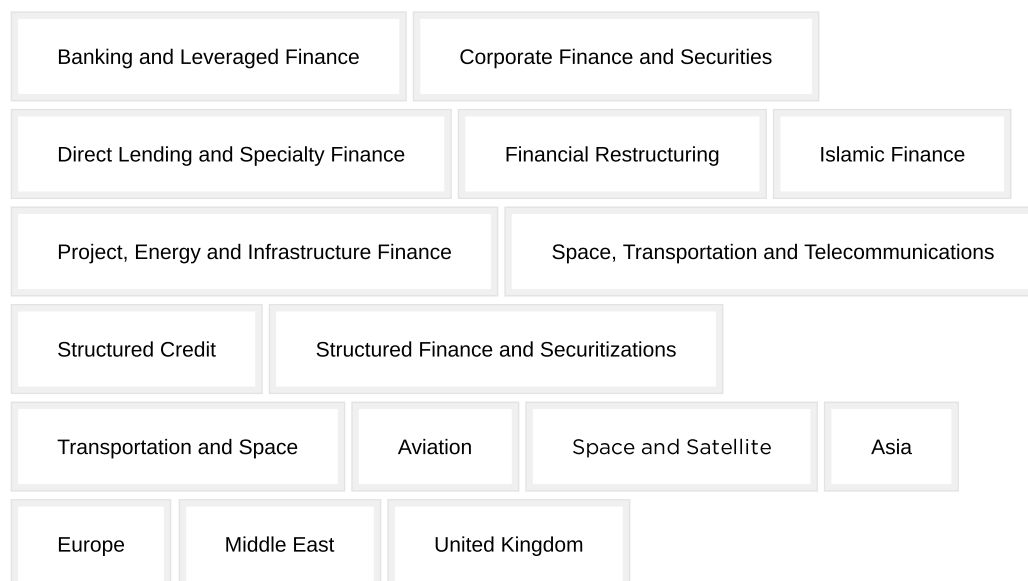 Banking and Leveraged Finance
Corporate Finance and Securities
Direct Lending and Specialty Finance
Financial Restructuring
Islamic Finance
Project, Energy and Infrastructure Finance
Space, Transportation and Telecommunications
Structured Credit
Structured Finance and Securitizations
Transportation and Space
Aviation
Space and Satellite
Asia
Europe
Middle East
United Kingdom